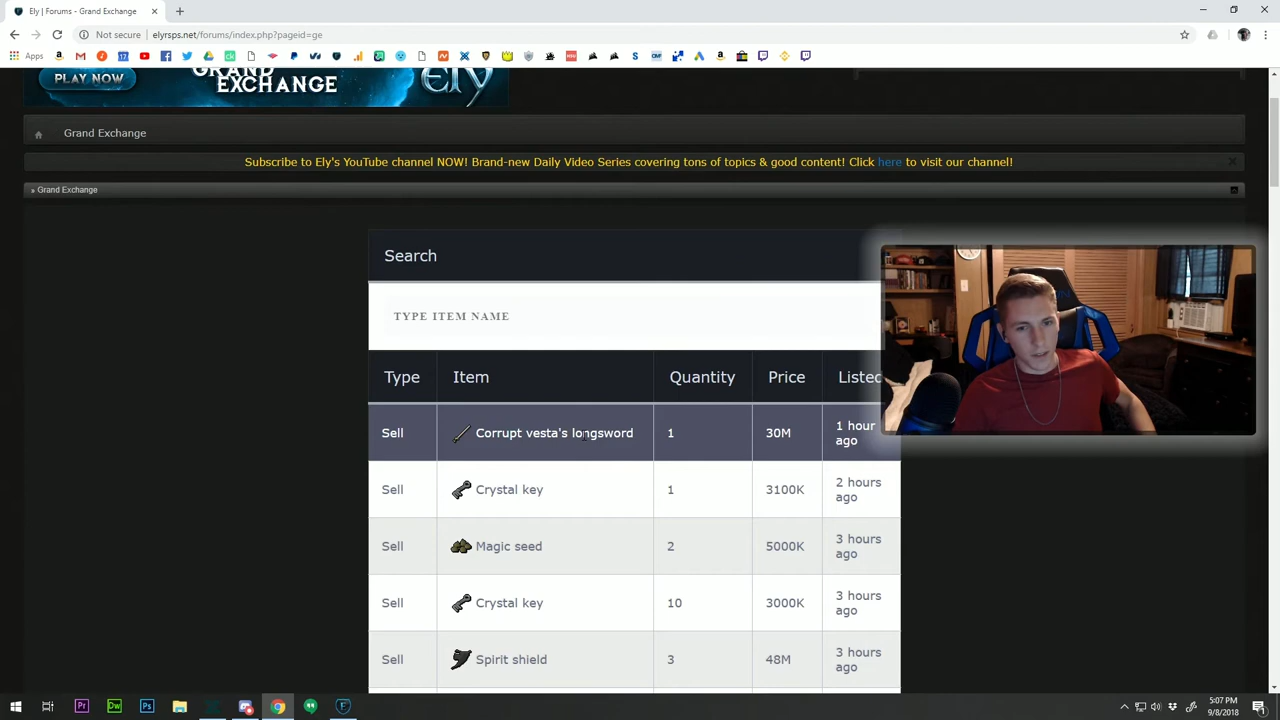 Ely | Forums - Grand Exchange
Not secure | elyrsps.net/forums/index.php?pageid=ge
Apps
PLAY NOW
GRAND
EXCHANGE
ely
Grand Exchange
Subscribe to Ely's YouTube channel NOW! Brand-new Daily Video Series covering tons of topics & good content! Click here to visit our channel!
» Grand Exchange
Search
TYPE ITEM NAME
Type Item Quantity Price Listed
Sell Corrupt vesta's longsword 1 30M 1 hour ago
Sell Crystal key 1 3100K 2 hours ago
Sell Magic seed 2 5000K 3 hours ago
Sell Crystal key 10 3000K 3 hours ago
Sell Spirit shield 3 48M 3 hours ago
5:07 PM
9/8/2018